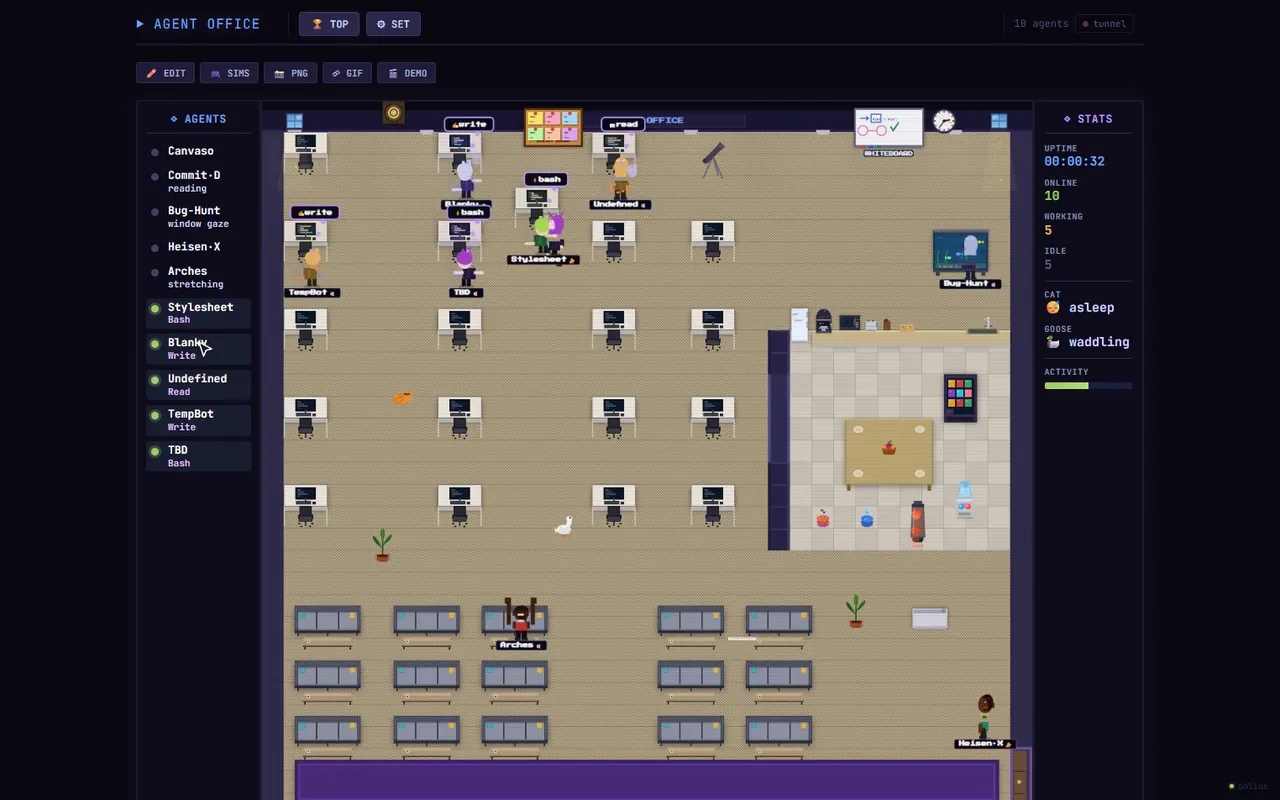 AGENT OFFICE
TOP
SET
10 agents
tunnel
EDIT
SIMS
PNG
GIF
DEMO
AGENTS
Canvaso
Commit·D
reading
Bug-Hunt
window gaze
Heisen·X
Arches
stretching
Stylesheet
Bash
Blanky
Write
Undefined
Read
TempBot
Write
TBD
Bash
OFFICE
write
read
WHITEBOARD
bash
Blanky
Undefined
write
bash
Stylesheet
TempBot
TBD
Bug-Hunt
Arches
Heisen·X
STATS
UPTIME
00:00:32
ONLINE
10
WORKING
5
IDLE
5
CAT
asleep
GOOSE
waddling
ACTIVITY
online